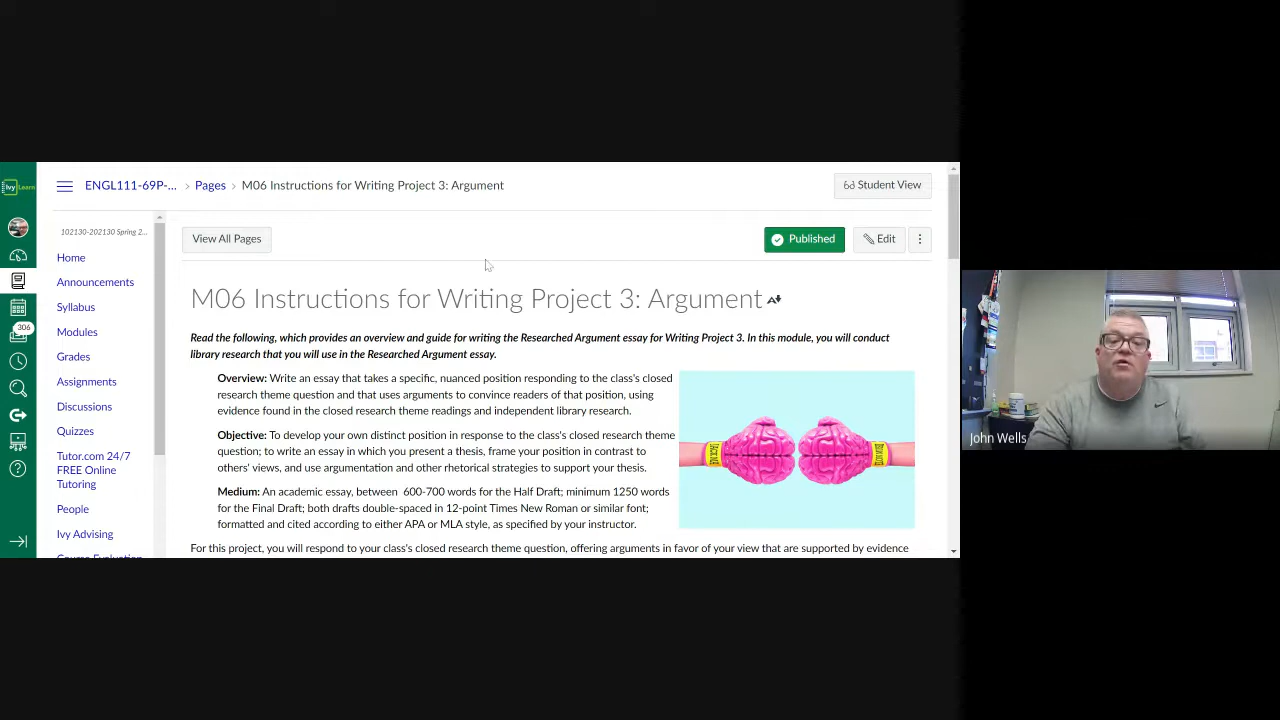 IvyLearn
ENGL111-69P-... > Pages > M06 Instructions for Writing Project 3: Argument
Student View
102130-202130 Spring 2...
View All Pages
Published
Edit
Home
Announcements
Syllabus
Modules
306
Grades
Assignments
Discussions
Quizzes
Tutor.com 24/7
FREE Online
Tutoring
People
Ivy Advising
Course Evaluation
M06 Instructions for Writing Project 3: Argument
Read the following, which provides an overview and guide for writing the Researched Argument essay for Writing Project 3. In this module, you will conduct
library research that you will use in the Researched Argument essay.
Overview: Write an essay that takes a specific, nuanced position responding to the class's closed
research theme question and that uses arguments to convince readers of that position, using
evidence found in the closed research theme readings and independent library research.
Objective: To develop your own distinct position in response to the class's closed research theme
question; to write an essay in which you present a thesis, frame your position in contrast to
others' views, and use argumentation and other rhetorical strategies to support your thesis.
Medium: An academic essay, between 600-700 words for the Half Draft; minimum 1250 words
for the Final Draft; both drafts double-spaced in 12-point Times New Roman or similar font;
formatted and cited according to either APA or MLA style, as specified by your instructor.
For this project, you will respond to your class's closed research theme question, offering arguments in favor of your view that are supported by evidence
John Wells